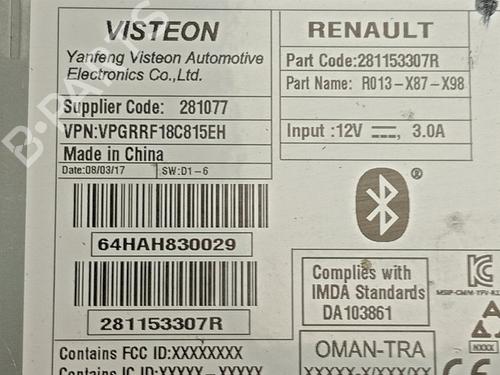 VISTEON
Yanfeng Visteon Automotive
Electronics Co.,Ltd.
Supplier Code: 281077
VPN:VPGRRF18C815EH
Made in China
Date:08/03/17 SW:D1-6
64HAH830029
281153307R
Contains FCC ID:XXXXXXXX
RENAULT
Part Code:281153307R
Part Name: R013-X87-X98
Input :12V 3.0A
Complies with
IMDA Standards
DA103861
OMAN-TRA
B-PARTS